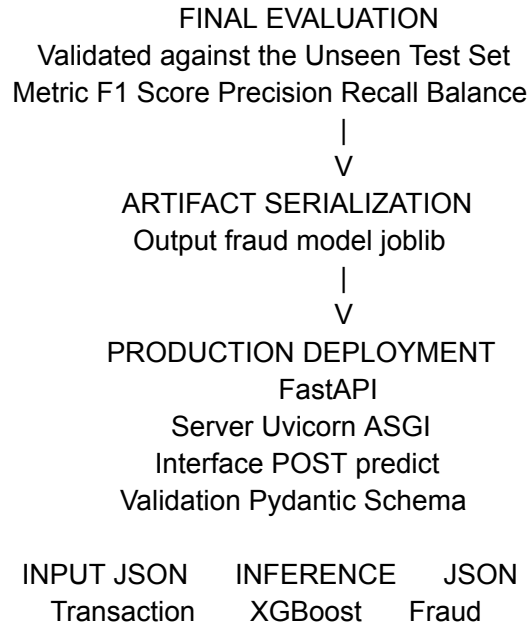 FINAL EVALUATION
Validated against the Unseen Test Set
Metric F1 Score Precision Recall Balance
|
V
ARTIFACT SERIALIZATION
Output fraud model joblib
|
V
PRODUCTION DEPLOYMENT
FastAPI
Server Uvicorn ASGI
Interface POST predict
Validation Pydantic Schema
INPUT JSON INFERENCE JSON
Transaction XGBoost Fraud